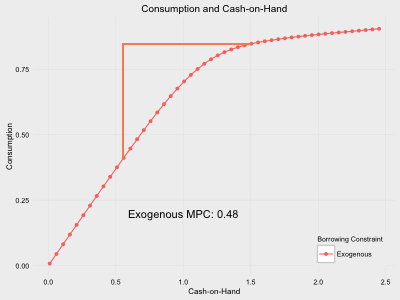 Consumption and Cash-on-Hand
Consumption
0.75
0.50
0.25
0.00
Exogenous MPC: 0.48
Borrowing Constraint
Exogenous
0.0
0.5
1.0
1.5
2.0
2.5
Cash-on-Hand